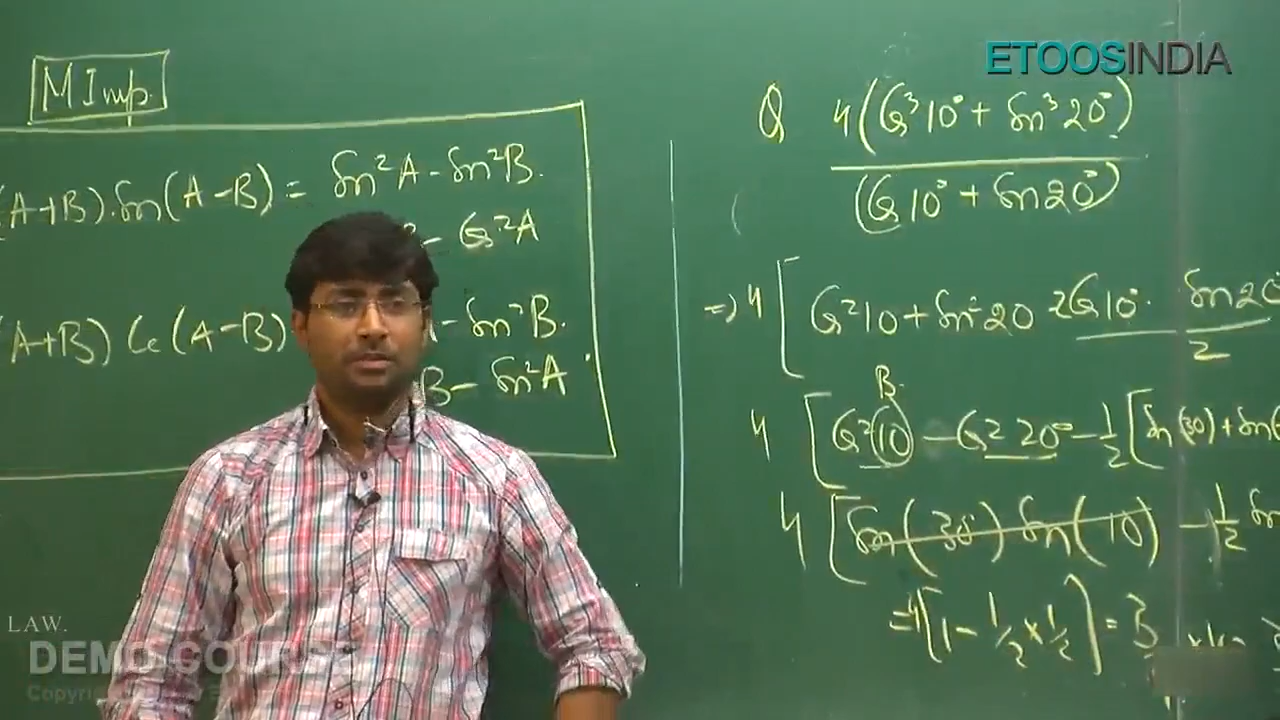 ETOOSINDIA
M Imp.
(A+B).Sin(A-B) = Sin²A - Sin²B.
- Cos²A
A+B) Cos(A-B) - Sin²B.
B - Sin²A
Q 4(Cos³10° + Sin³20°)
(Cos10° + Sin20°)
=> 4[Cos²10 + Sin²20 - 2Cos10°. Sin20°
2
B
4[Cos²10 - Cos²20° - 1/2[Sin(30)+Sin(
4[Sin(30°) Sin(10) - 1/2 Sin
=4[1 - 1/2 × 1/2] = 3
LAW.
DEMO COURSE